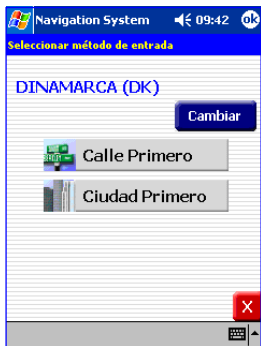 Navigation System 09:42 ok
Seleccionar método de entrada
DINAMARCA (DK)
Cambiar
Calle Primero
Ciudad Primero
X